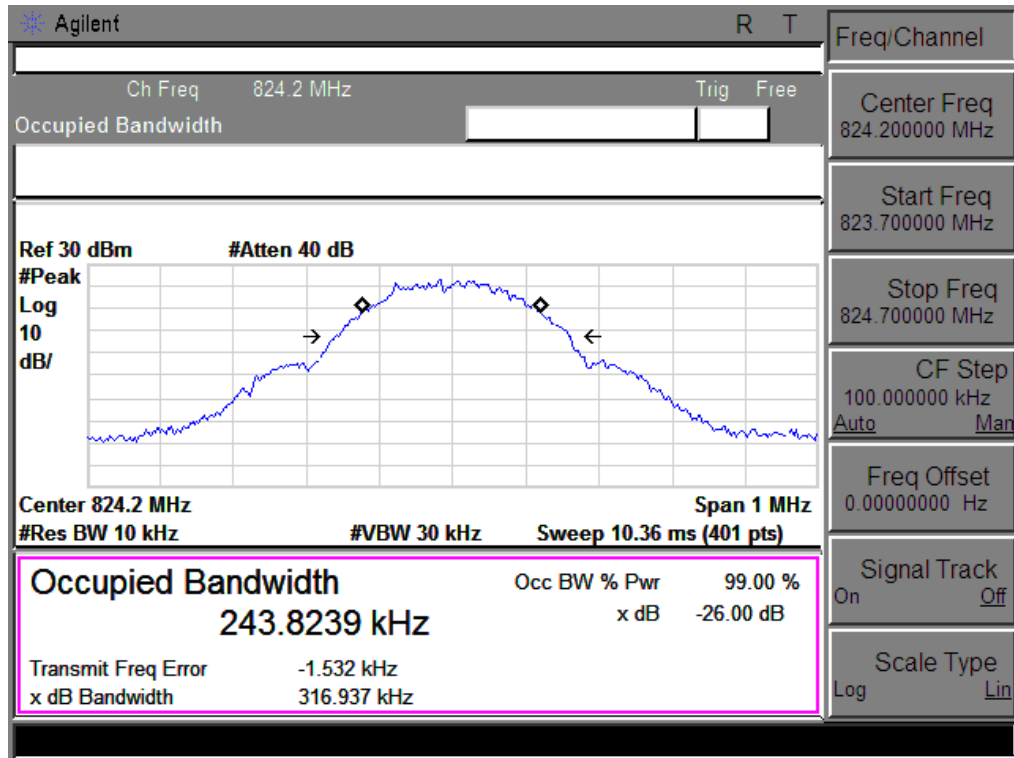 Agilent R T
Ch Freq 824.2 MHz Trig Free
Occupied Bandwidth
Ref 30 dBm #Atten 40 dB
#Peak
Log
10
dB/
Center 824.2 MHz Span 1 MHz
#Res BW 10 kHz #VBW 30 kHz Sweep 10.36 ms (401 pts)
Occupied Bandwidth Occ BW % Pwr 99.00 %
243.8239 kHz x dB -26.00 dB
Transmit Freq Error -1.532 kHz
x dB Bandwidth 316.937 kHz
Freq/Channel
Center Freq
824.200000 MHz
Start Freq
823.700000 MHz
Stop Freq
824.700000 MHz
CF Step
100.000000 kHz
Auto Man
Freq Offset
0.00000000 Hz
Signal Track
On Off
Scale Type
Log Lin